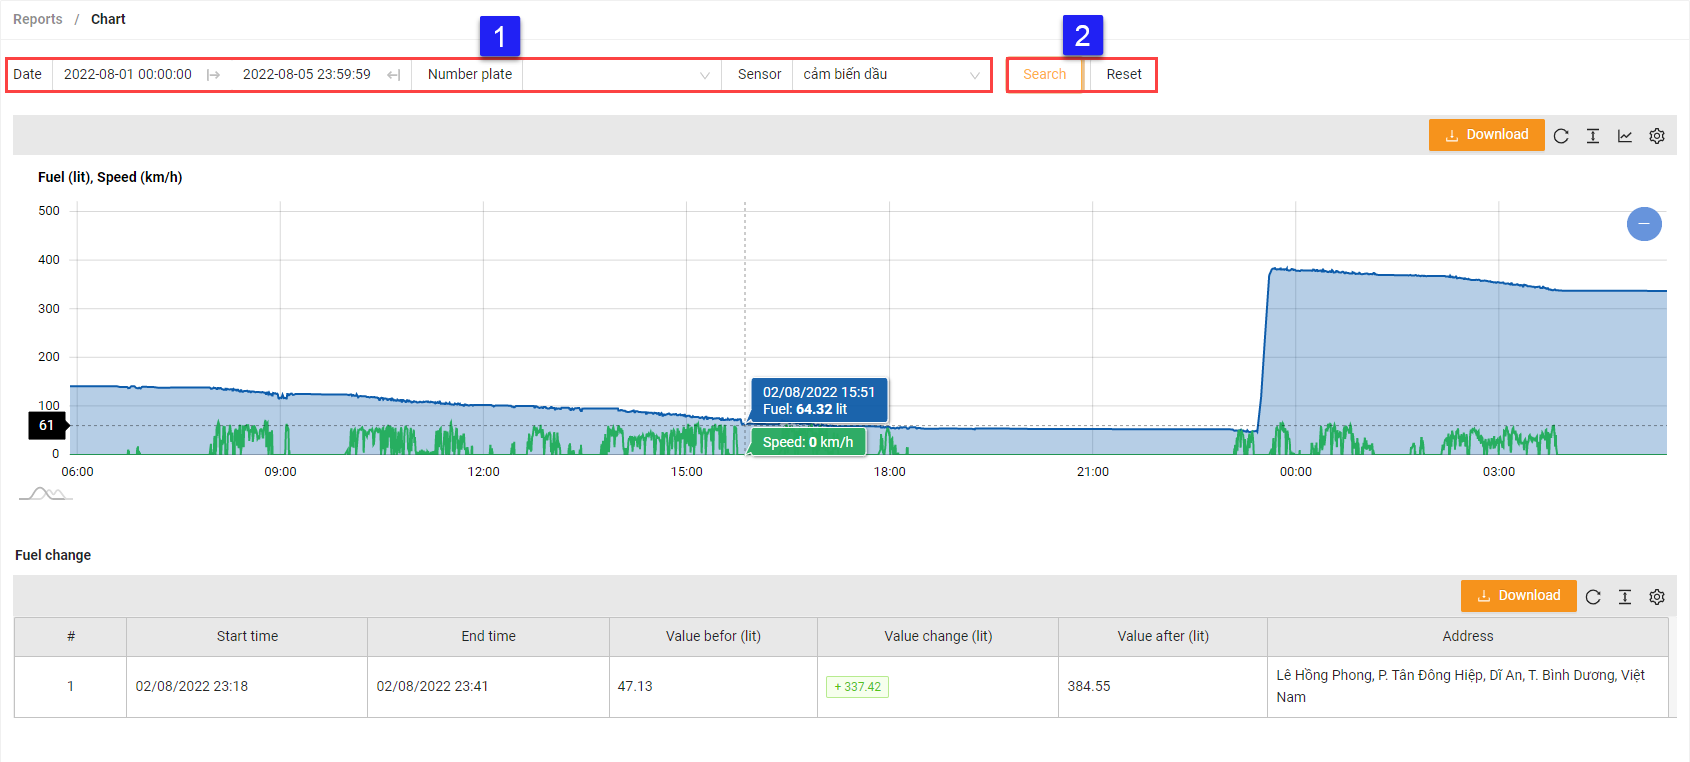 Reports / Chart
1
2
Date 2022-08-01 00:00:00 2022-08-05 23:59:59 Number plate Sensor cảm biến dầu Search Reset
Download
Fuel (lit), Speed (km/h)
500
400
300
200
100
61
0
02/08/2022 15:51
Fuel: 64.32 lit
Speed: 0 km/h
06:00 09:00 12:00 15:00 18:00 21:00 00:00 03:00
Fuel change
Download
# Start time End time Value befor (lit) Value change (lit) Value after (lit) Address
1 02/08/2022 23:18 02/08/2022 23:41 47.13 + 337.42 384.55 Lê Hồng Phong, P. Tân Đông Hiệp, Dĩ An, T. Bình Dương, Việt
Nam